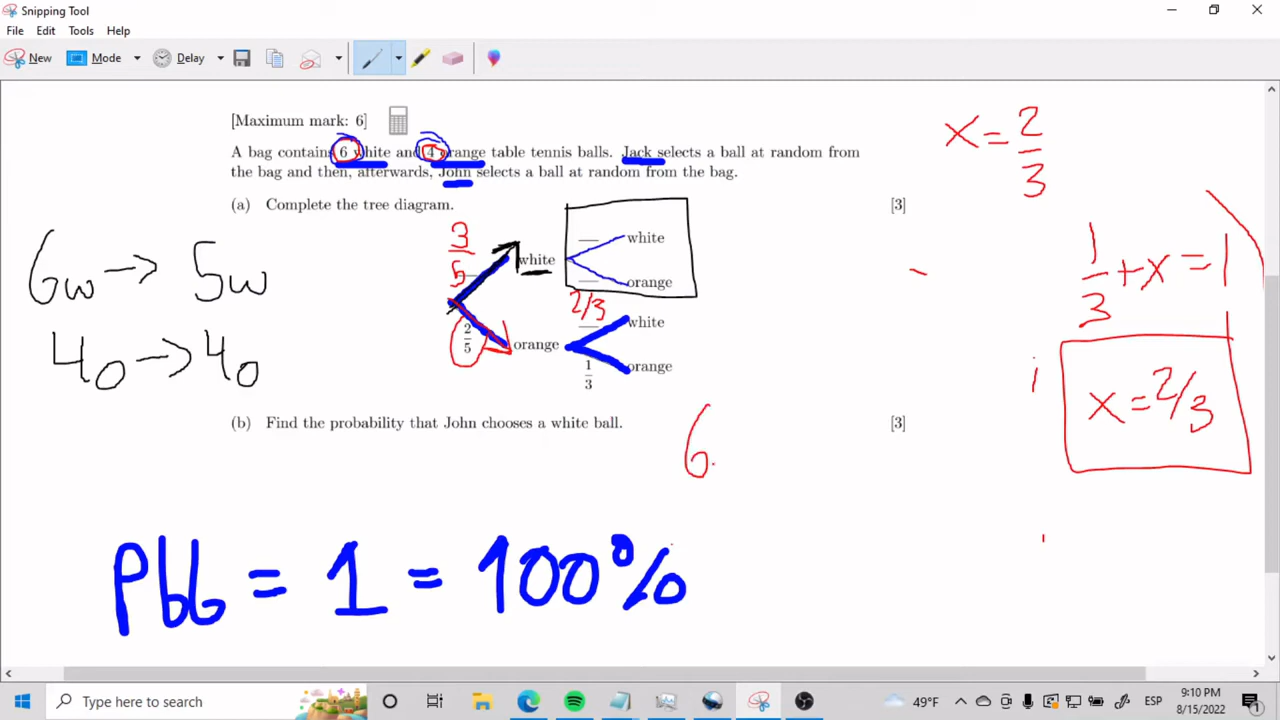 Snipping Tool
File Edit Tools Help
New Mode Delay
[Maximum mark: 6]
A bag contains 6 white and 4 orange table tennis balls. Jack selects a ball at random from
the bag and then, afterwards, John selects a ball at random from the bag.
(a) Complete the tree diagram. [3]
x = 2/3
6w → 5w
4o → 4o
3/5
white
white
orange
2/5
orange
2/3
white
1/3
orange
1/3 + x = 1
x = 2/3
(b) Find the probability that John chooses a white ball. [3]
6
Pbb = 1 = 100%
Type here to search
49°F
ESP
9:10 PM
8/15/2022
1